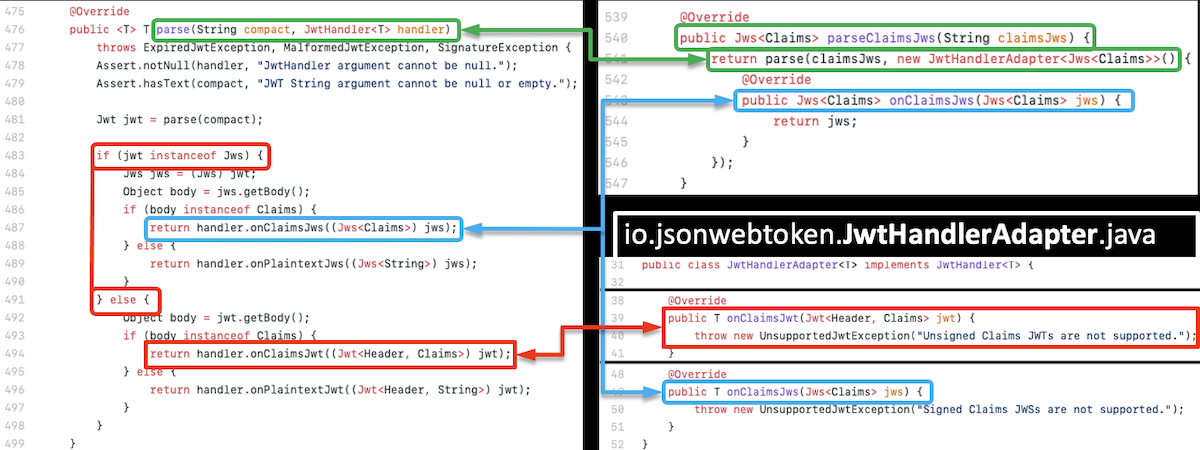 475 @Override
476 public <T> T parse(String compact, JwtHandler<T> handler)
477 throws ExpiredJwtException, MalformedJwtException, SignatureException {
478 Assert.notNull(handler, "JwtHandler argument cannot be null.");
479 Assert.hasText(compact, "JWT String argument cannot be null or empty.");
480
481 Jwt jwt = parse(compact);
482
483 if (jwt instanceof Jws) {
484 Jws jws = (Jws) jwt;
485 Object body = jws.getBody();
486 if (body instanceof Claims) {
487 return handler.onClaimsJws((Jws<Claims>) jws);
488 } else {
489 return handler.onPlaintextJws((Jws<String>) jws);
490 }
491 } else {
492 Object body = jwt.getBody();
493 if (body instanceof Claims) {
494 return handler.onClaimsJwt((Jwt<Header, Claims>) jwt);
495 } else {
496 return handler.onPlaintextJwt((Jwt<Header, String>) jwt);
497 }
498 }
499 }
539 @Override
540 public Jws<Claims> parseClaimsJws(String claimsJws) {
541 return parse(claimsJws, new JwtHandlerAdapter<Jws<Claims>>() {
542 @Override
543 public Jws<Claims> onClaimsJws(Jws<Claims> jws) {
544 return jws;
545 }
546 });
547 }
io.jsonwebtoken.JwtHandlerAdapter.java
31 public class JwtHandlerAdapter<T> implements JwtHandler<T> {
32
38 @Override
39 public T onClaimsJwt(Jwt<Header, Claims> jwt) {
40 throw new UnsupportedJwtException("Unsigned Claims JWTs are not supported.");
41 }
48 @Override
49 public T onClaimsJws(Jws<Claims> jws) {
50 throw new UnsupportedJwtException("Signed Claims JWSs are not supported.");
51 }
52 }